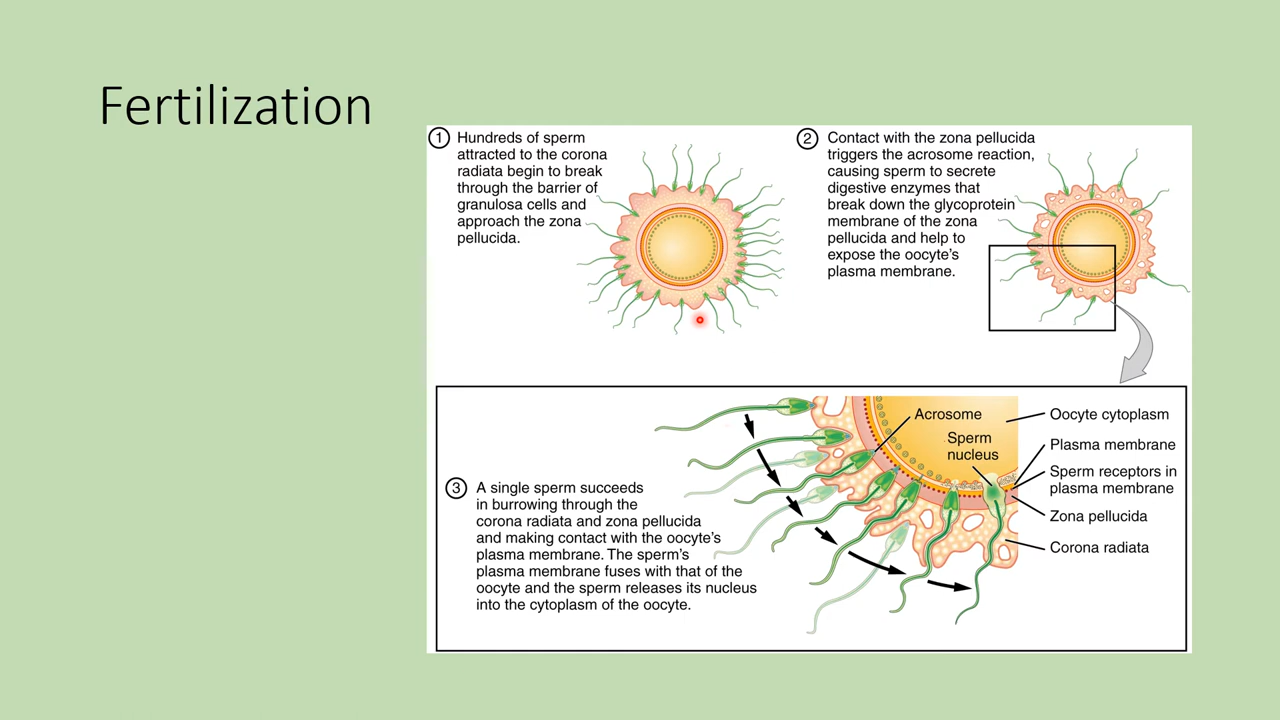 Fertilization
1 Hundreds of sperm
attracted to the corona
radiata begin to break
through the barrier of
granulosa cells and
approach the zona
pellucida.
2 Contact with the zona pellucida
triggers the acrosome reaction,
causing sperm to secrete
digestive enzymes that
break down the glycoprotein
membrane of the zona
pellucida and help to
expose the oocyte's
plasma membrane.
3 A single sperm succeeds
in burrowing through the
corona radiata and zona pellucida
and making contact with the oocyte's
plasma membrane. The sperm's
plasma membrane fuses with that of the
oocyte and the sperm releases its nucleus
into the cytoplasm of the oocyte.
Acrosome
Sperm
nucleus
Oocyte cytoplasm
Plasma membrane
Sperm receptors in
plasma membrane
Zona pellucida
Corona radiata